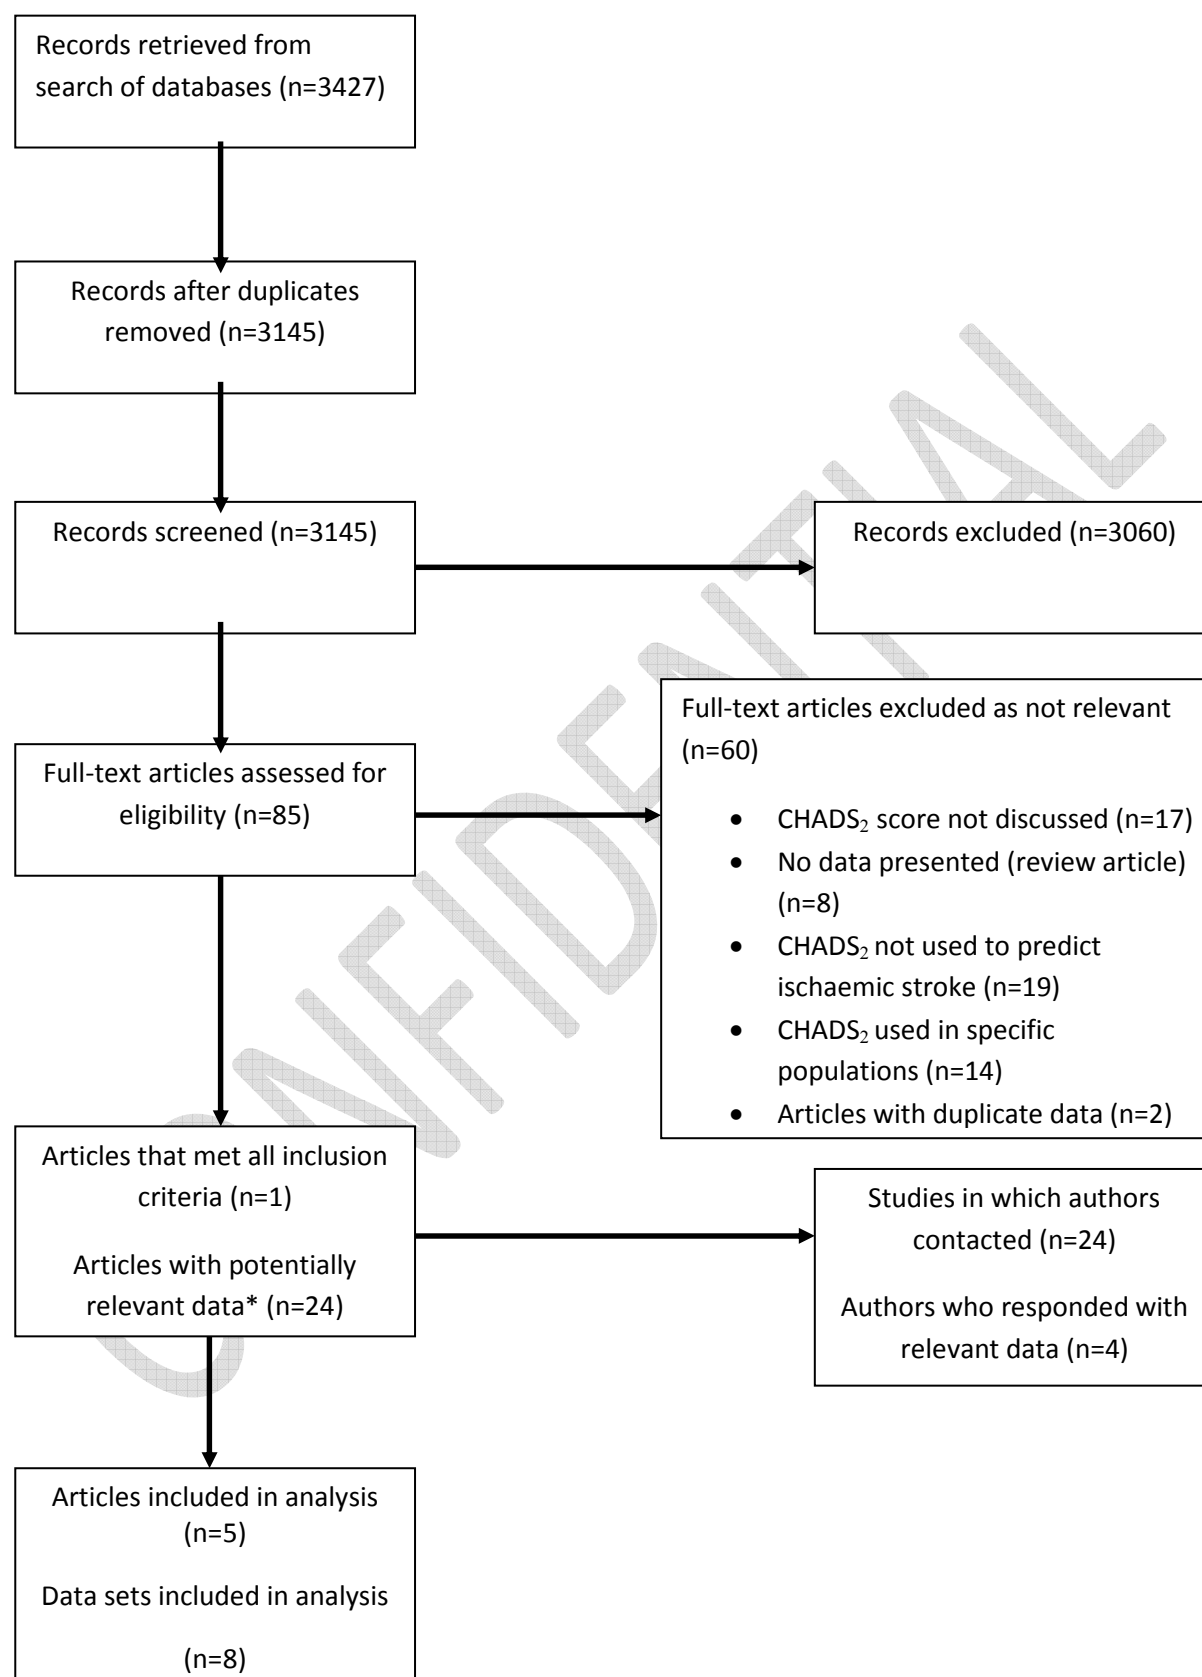 Records retrieved from
search of databases (n=3427)
Records after duplicates
removed (n=3145)
Records screened (n=3145)
Records excluded (n=3060)
Full-text articles assessed for
eligibility (n=85)
Full-text articles excluded as not relevant
(n=60)
• CHADS₂ score not discussed (n=17)
• No data presented (review article)
(n=8)
• CHADS₂ not used to predict
ischaemic stroke (n=19)
• CHADS₂ used in specific
populations (n=14)
• Articles with duplicate data (n=2)
Articles that met all inclusion
criteria (n=1)
Articles with potentially
relevant data* (n=24)
Studies in which authors
contacted (n=24)
Authors who responded with
relevant data (n=4)
Articles included in analysis
(n=5)
Data sets included in analysis
(n=8)
CONFIDENTIAL